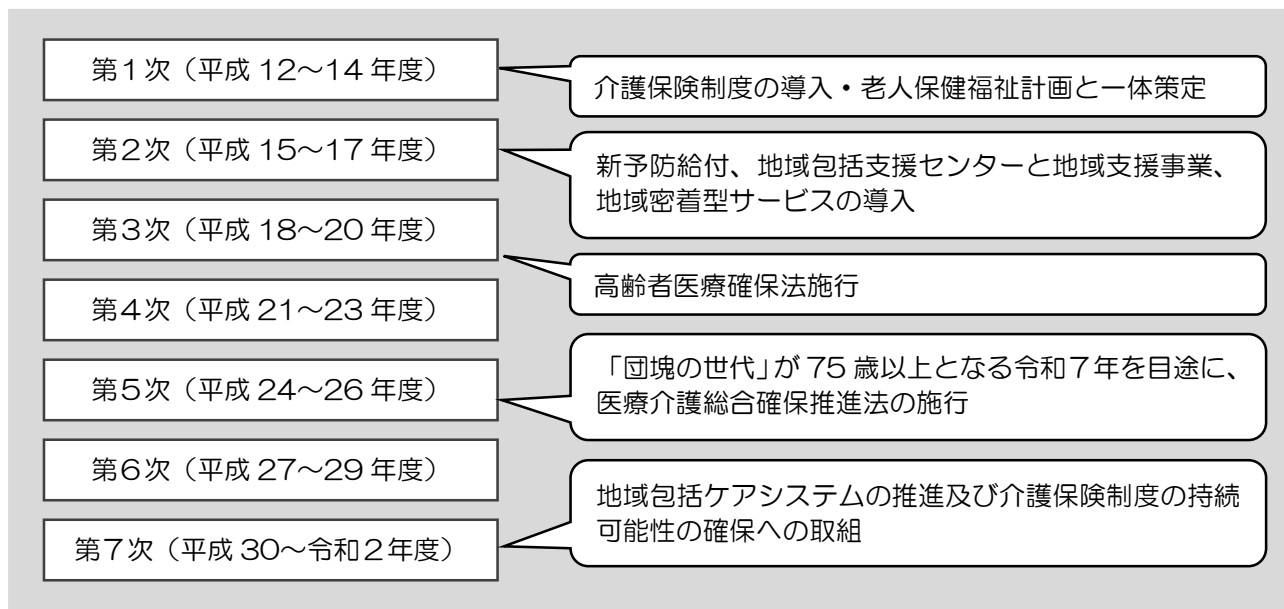 第1次（平成 12～14 年度）
介護保険制度の導入・老人保健福祉計画と一体策定
第2次（平成 15～17 年度）
新予防給付、地域包括支援センターと地域支援事業、
地域密着型サービスの導入
第3次（平成 18～20 年度）
高齢者医療確保法施行
第4次（平成 21～23 年度）
「団塊の世代」が 75 歳以上となる令和７年を目途に、
医療介護総合確保推進法の施行
第5次（平成 24～26 年度）
第6次（平成 27～29 年度）
地域包括ケアシステムの推進及び介護保険制度の持続
可能性の確保への取組
第7次（平成 30～令和２年度）